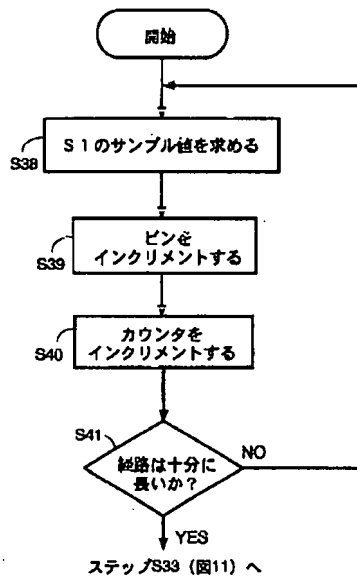 開始
S1のサンプル値を求める
S38
ビンを
インクリメントする
S39
カウンタを
インクリメントする
S40
S41
経路は十分に
長いか?
NO
YES
ステップS33(図11)へ